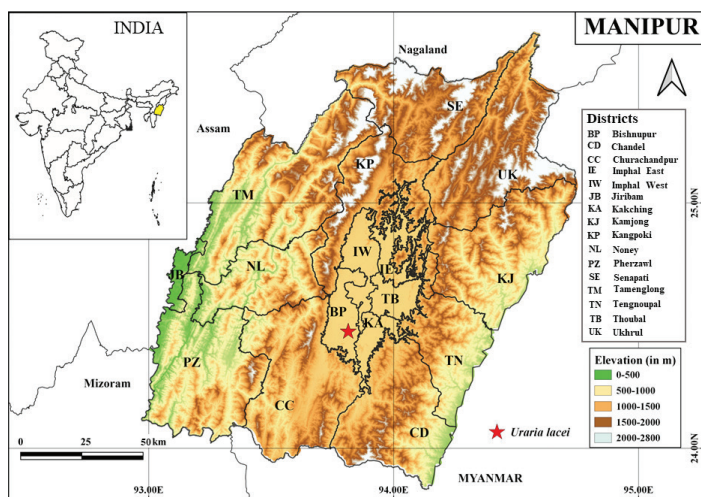 INDIA
MANIPUR
Nagaland
Assam
SE
KP
UK
TM
25.00
IW
IE
NL
KJ
JB
TB
BP
KA
PZ
TN
Mizoram
CC
CD
Uraria lacei
24.00
MYANMAR
0 25 50 km
93.00E
94.00E
95.00E
Districts
BP Bishnupur
CD Chandel
CC Churachandpur
IE Imphal East
IW Imphal West
JB Jiribam
KA Kakching
KJ Kamjong
KP Kangpoki
NL Noney
PZ Pherzawl
SE Senapati
TM Tamenglong
TN Tengnoupal
TB Thoubal
UK Ukhrul
Elevation (in m)
0-500
500-1000
1000-1500
1500-2000
2000-2800